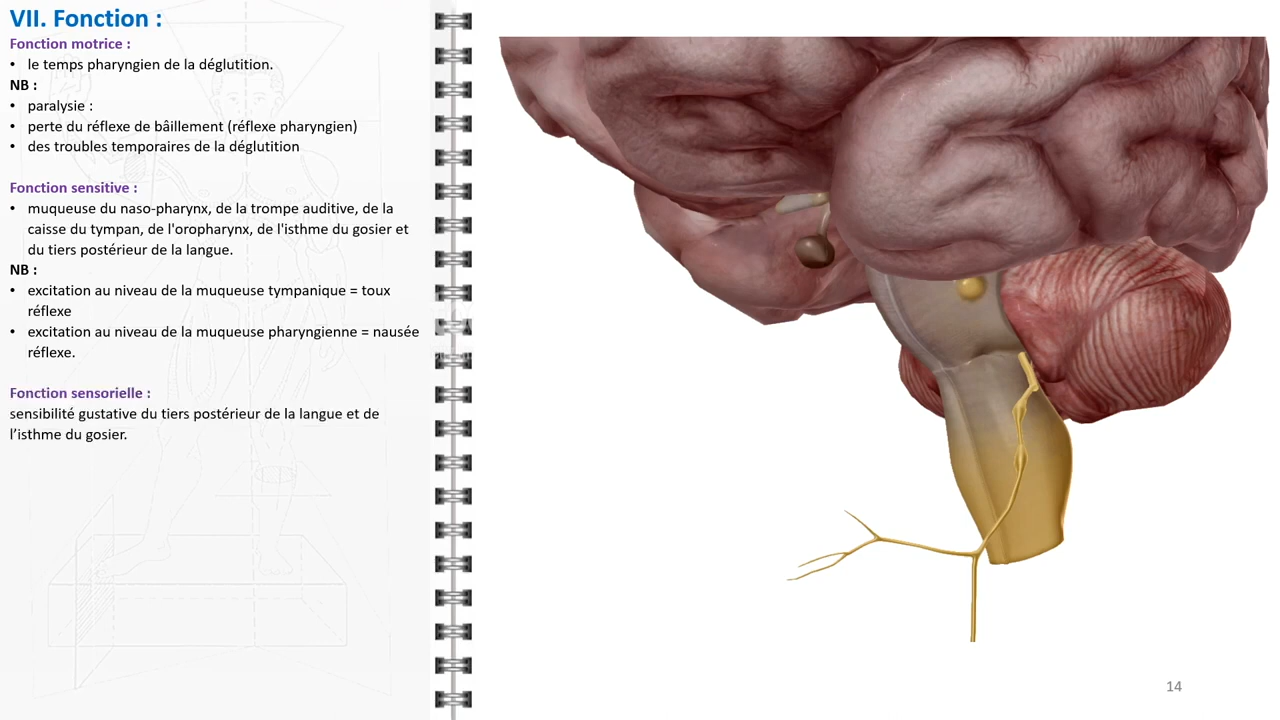 VII. Fonction :
Fonction motrice :
• le temps pharyngien de la déglutition.
NB :
• paralysie :
• perte du réflexe de bâillement (réflexe pharyngien)
• des troubles temporaires de la déglutition
Fonction sensitive :
• muqueuse du naso-pharynx, de la trompe auditive, de la
caisse du tympan, de l'oropharynx, de l'isthme du gosier et
du tiers postérieur de la langue.
NB :
• excitation au niveau de la muqueuse tympanique = toux
réflexe
• excitation au niveau de la muqueuse pharyngienne = nausée
réflexe.
Fonction sensorielle :
sensibilité gustative du tiers postérieur de la langue et de
l’isthme du gosier.
14